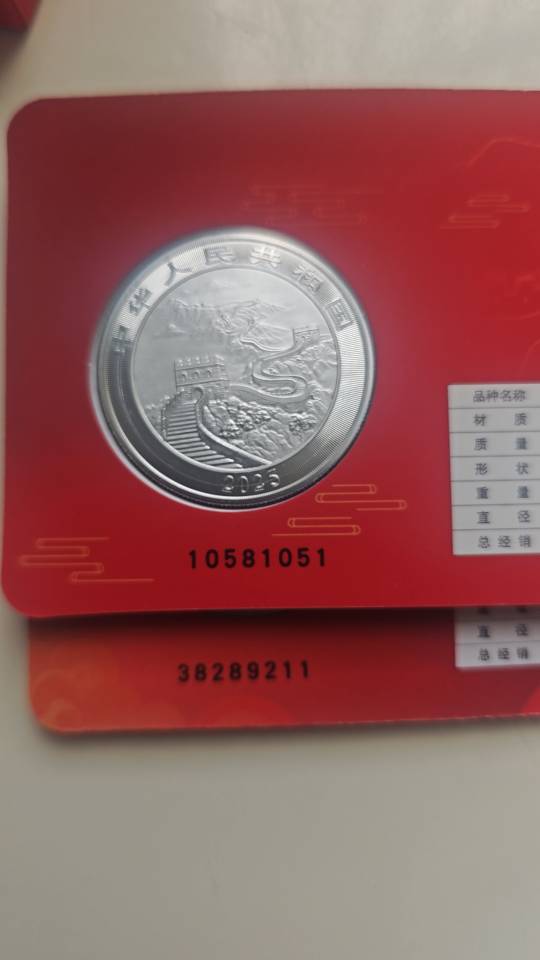 中华人民共和国
2025
10581051
品种名称
材 质
质 量
形 状
重 量
直 径
总经销
38289211
直 径
总经销